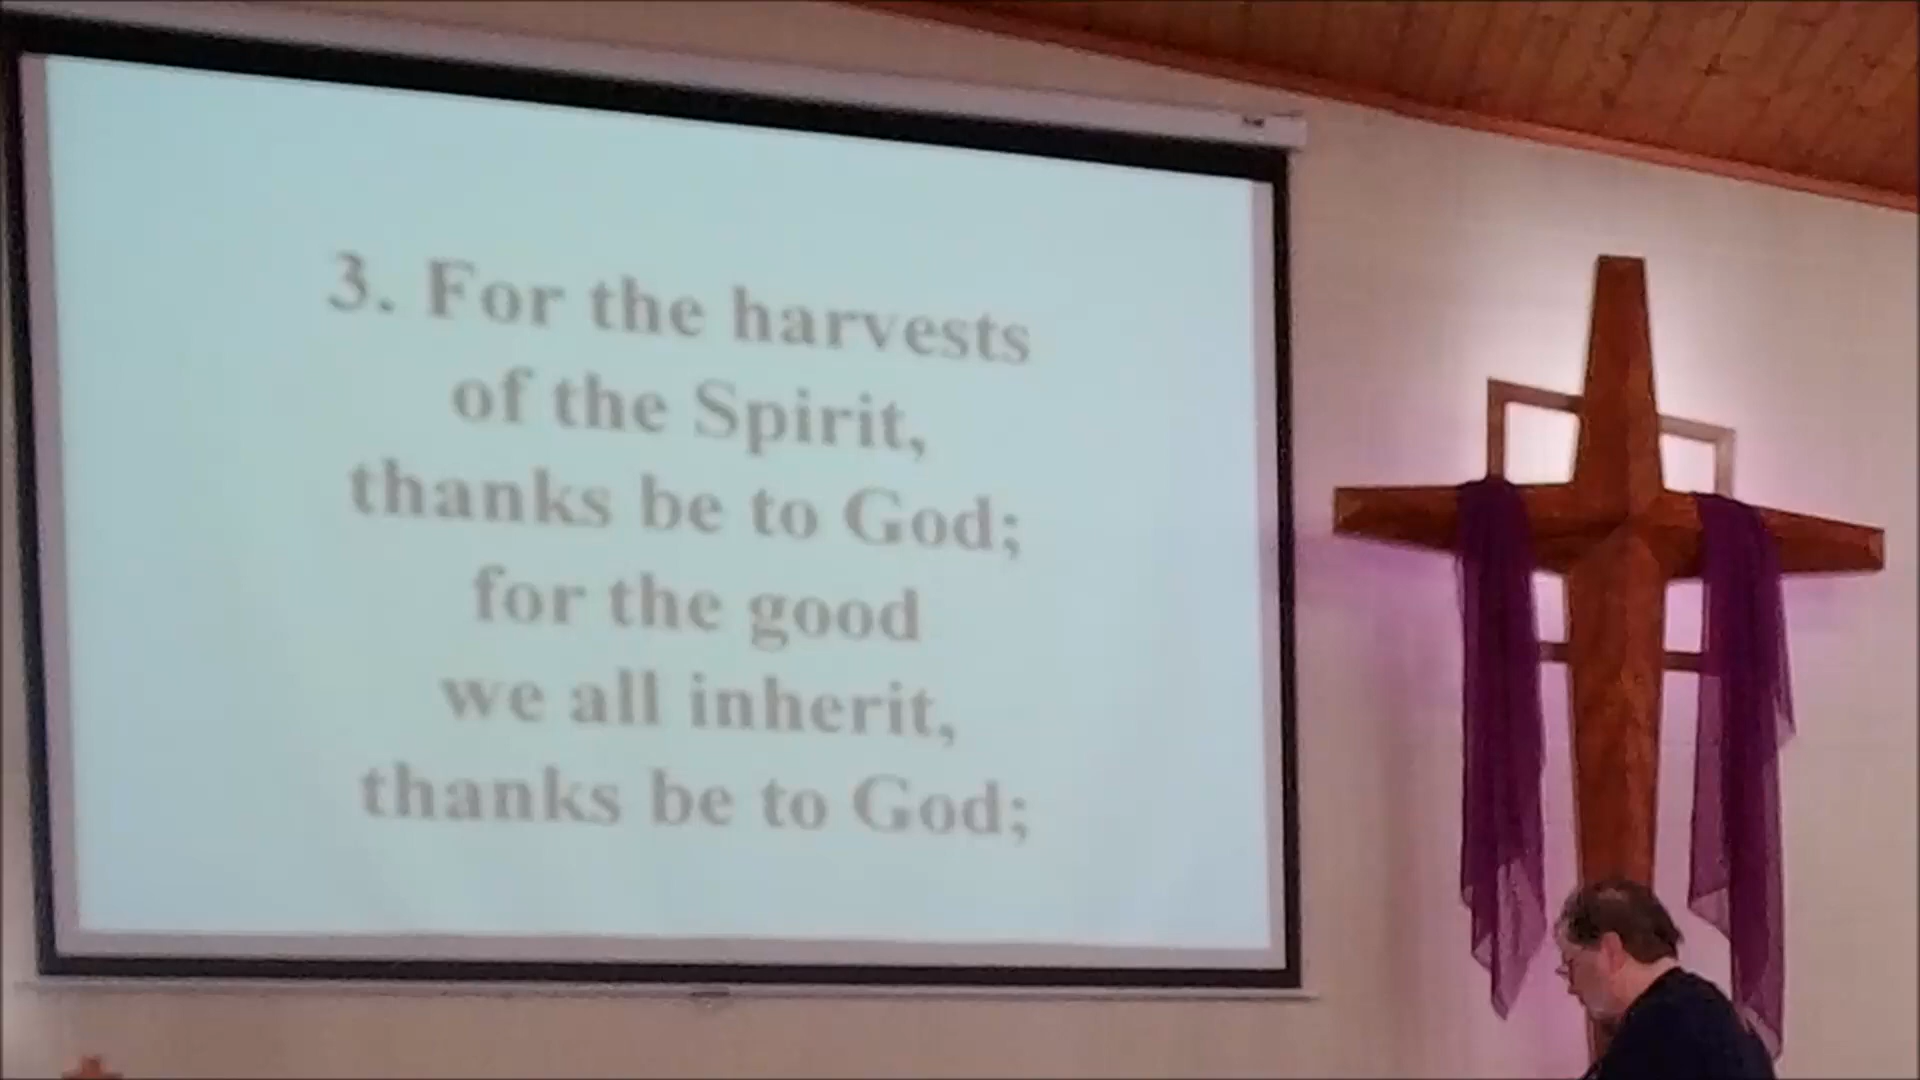 3. For the harvests
of the Spirit,
thanks be to God;
for the good
we all inherit,
thanks be to God;